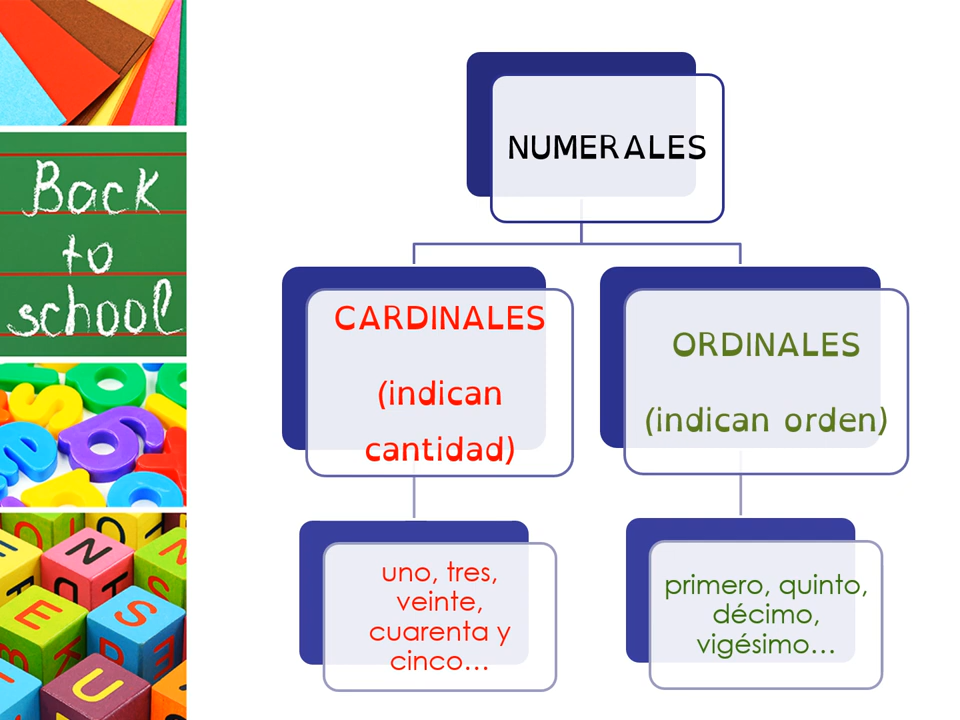 Back
to
school
NUMERALES
CARDINALES
(indican
cantidad)
ORDINALES
(indican orden)
uno, tres,
veinte,
cuarenta y
cinco...
primero, quinto,
décimo,
vigésimo...